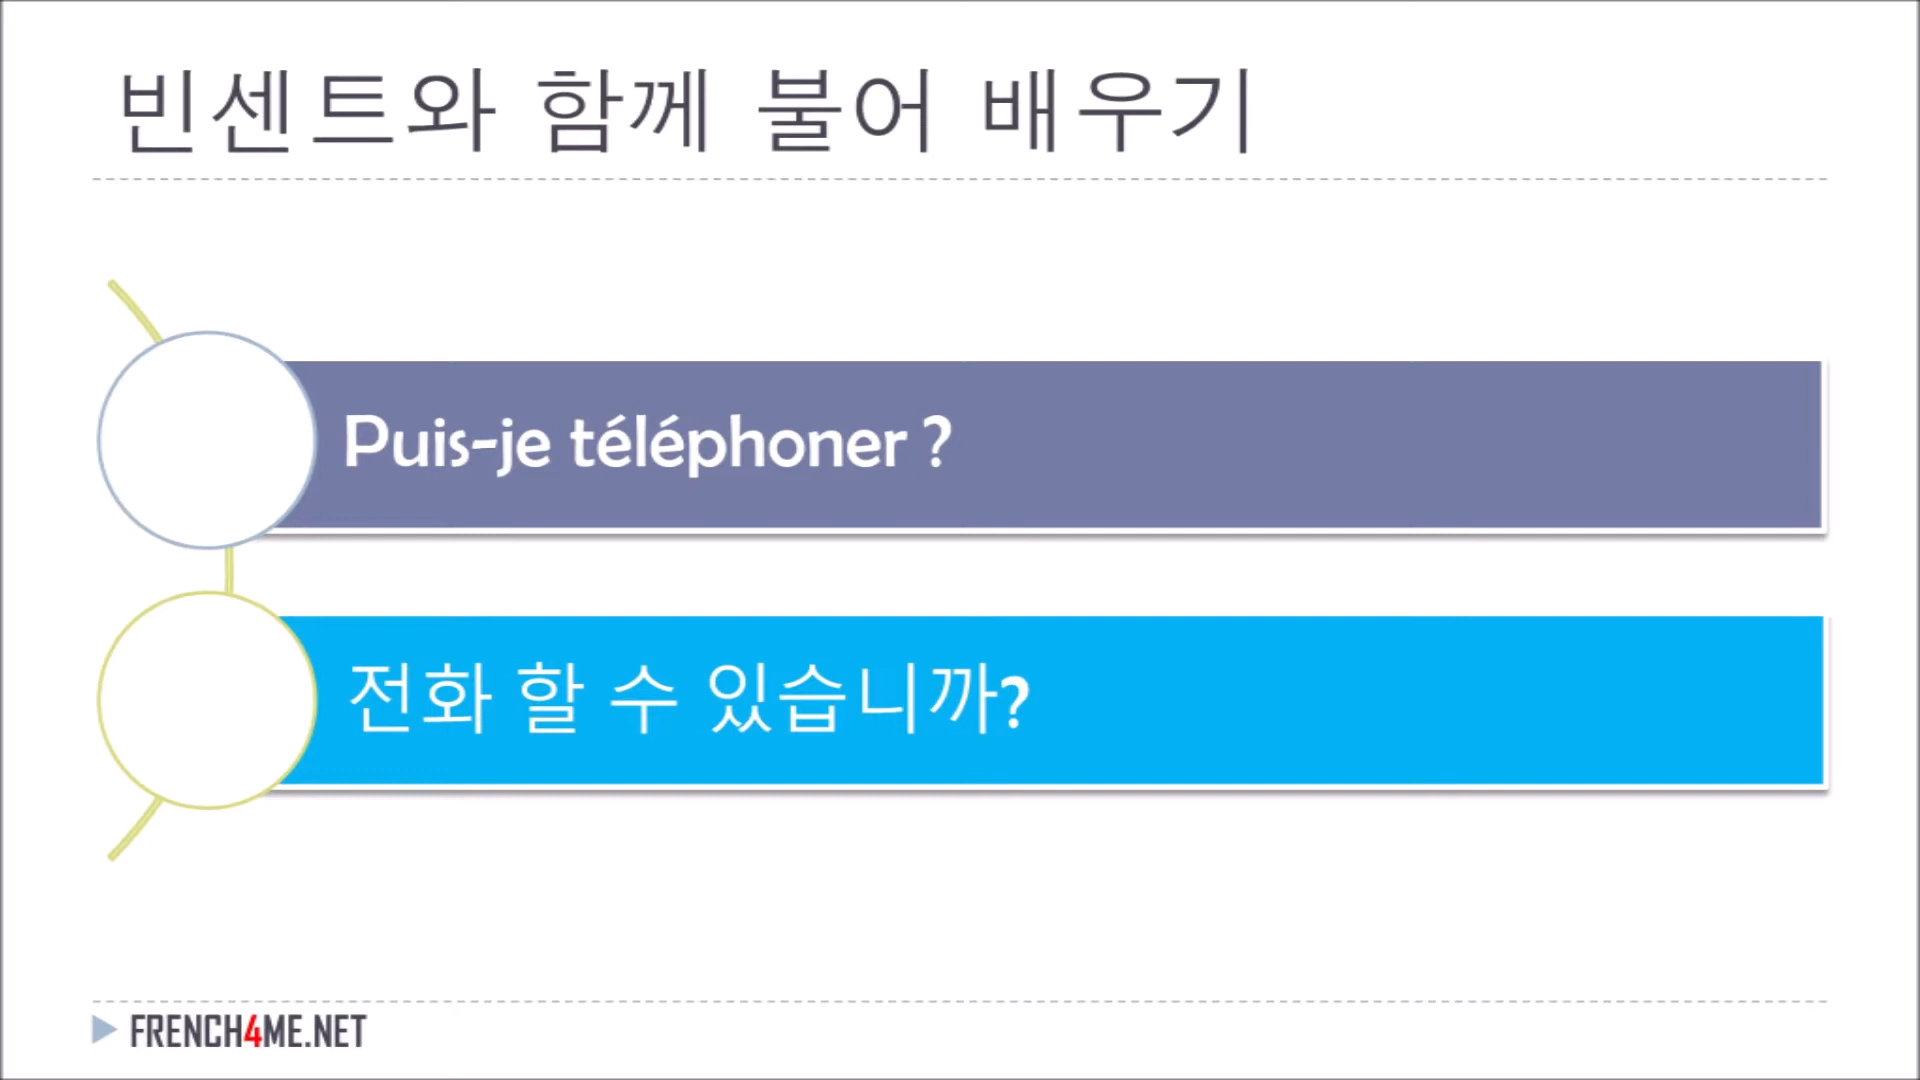 빈센트와 함께 불어 배우기
Puis-je téléphoner ?
전화 할 수 있습니까?
FRENCH4ME.NET